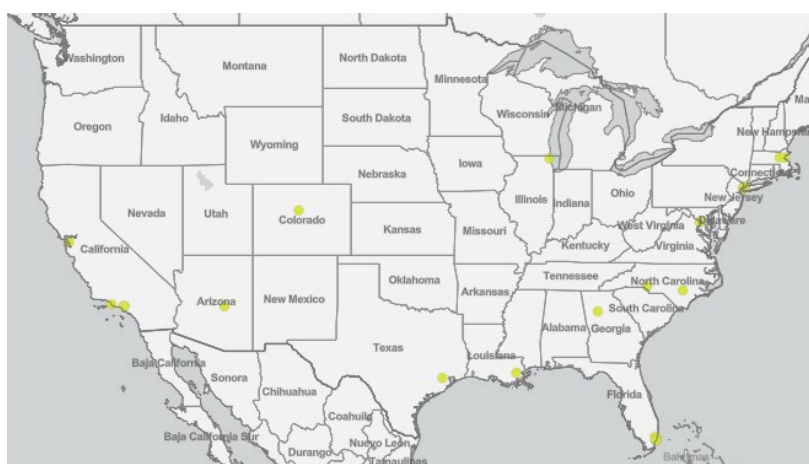 Washington
Montana
North Dakota
Minnesota
Oregon
Idaho
Wyoming
South Dakota
Wisconsin
Michigan
New Hampshire
Ma
Nebraska
Iowa
Connecticut
Nevada
Utah
Colorado
Kansas
Illinois
Indiana
Ohio
New Jersey
California
Missouri
West Virginia
Delaware
Kentucky
Virginia
Arizona
New Mexico
Oklahoma
Arkansas
Tennessee
North Carolina
South Carolina
Texas
Louisiana
Alabama
Georgia
Baja California
Sonora
Chihuahua
Florida
Coahuila
Baja California Sur
Nuevo Leon
Durango
Tamaulipas
Bahamas